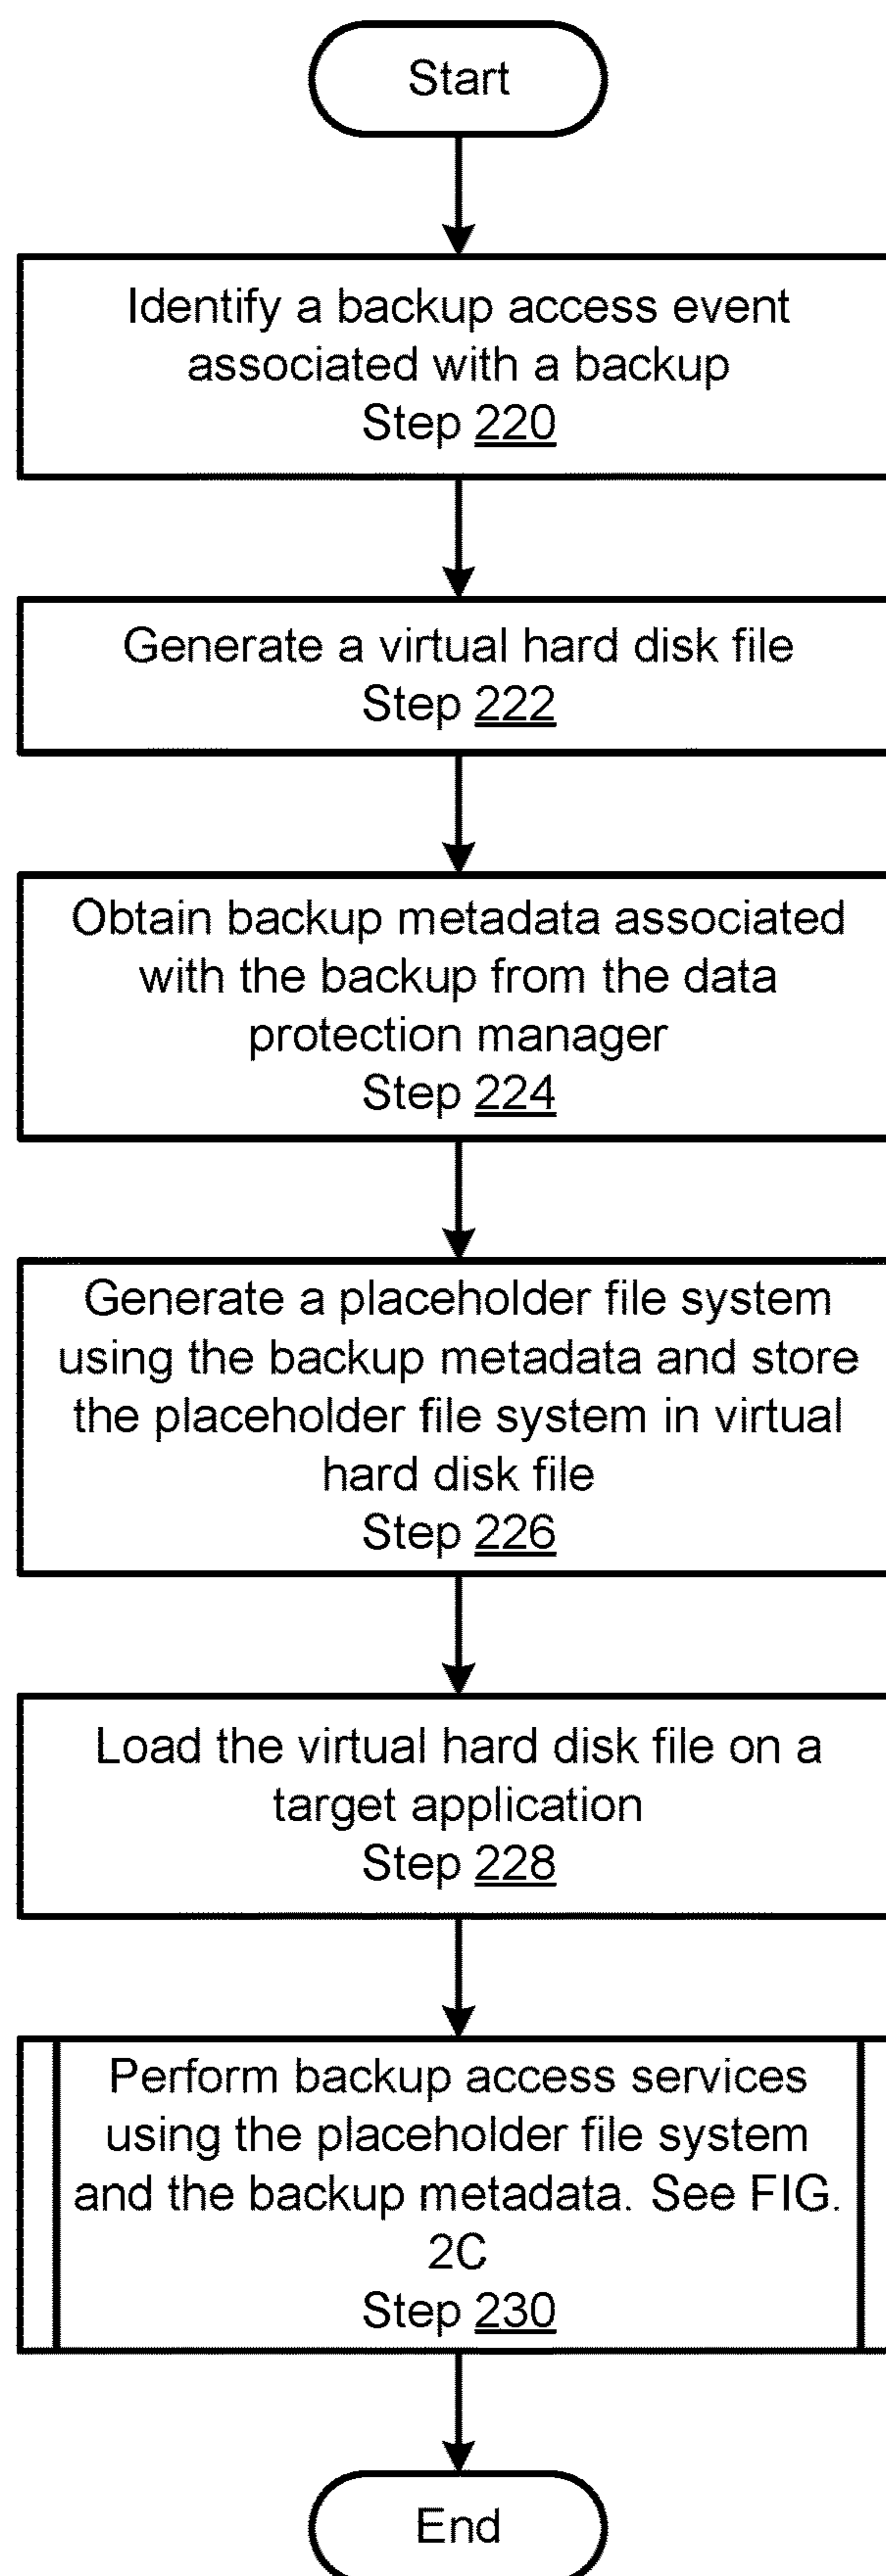 Start
Identify a backup access event
associated with a backup
Step 220
Generate a virtual hard disk file
Step 222
Obtain backup metadata associated
with the backup from the data
protection manager
Step 224
Generate a placeholder file system
using the backup metadata and store
the placeholder file system in virtual
hard disk file
Step 226
Load the virtual hard disk file on a
target application
Step 228
Perform backup access services
using the placeholder file system
and the backup metadata. See FIG.
2C
Step 230
End